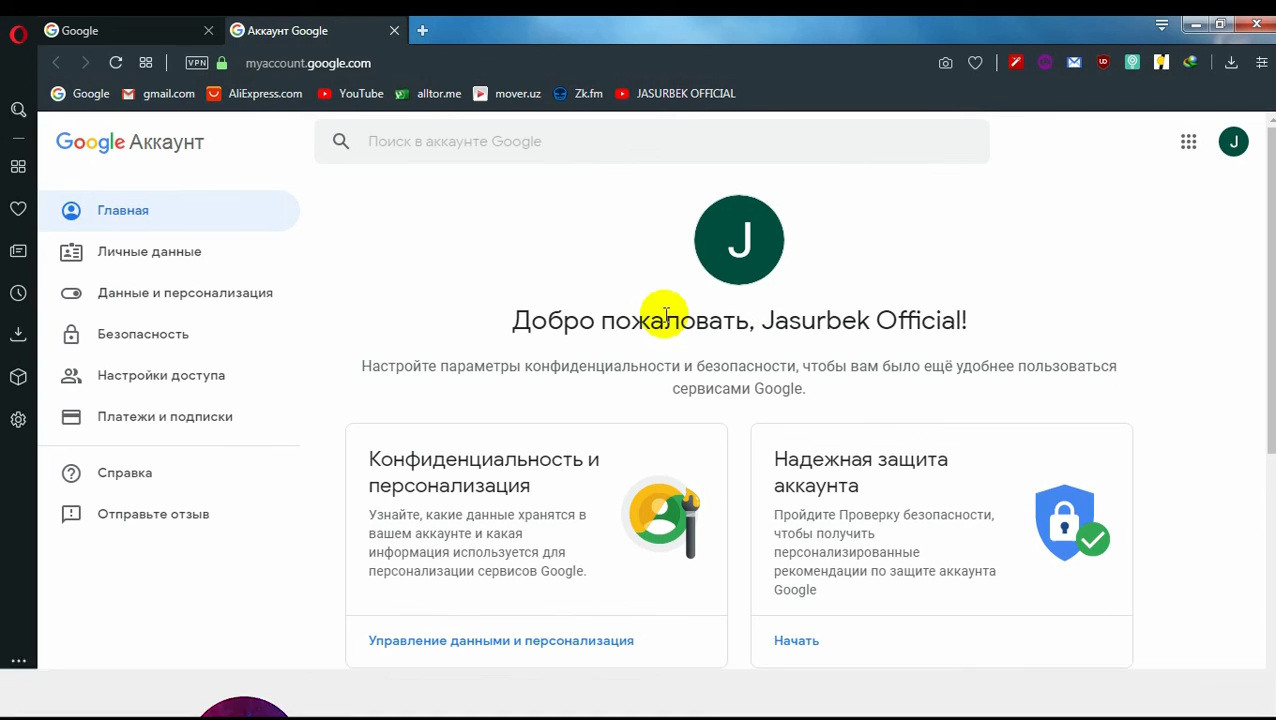 Google
Аккаунт Google
VPN
myaccount.google.com
Google
gmail.com
AliExpress.com
YouTube
alltor.me
mover.uz
Zk.fm
JASURBEK OFFICIAL
Google Аккаунт
Поиск в аккаунте Google
J
Главная
Личные данные
Данные и персонализация
Безопасность
Настройки доступа
Платежи и подписки
Справка
Отправьте отзыв
J
Добро пожаловать, Jasurbek Official!
Настройте параметры конфиденциальности и безопасности, чтобы вам было ещё удобнее пользоваться
сервисами Google.
Конфиденциальность и
персонализация
Узнайте, какие данные хранятся в
вашем аккаунте и какая
информация используется для
персонализации сервисов Google.
Управление данными и персонализация
Надежная защита
аккаунта
Пройдите Проверку безопасности,
чтобы получить
персонализированные
рекомендации по защите аккаунта
Google
Начать